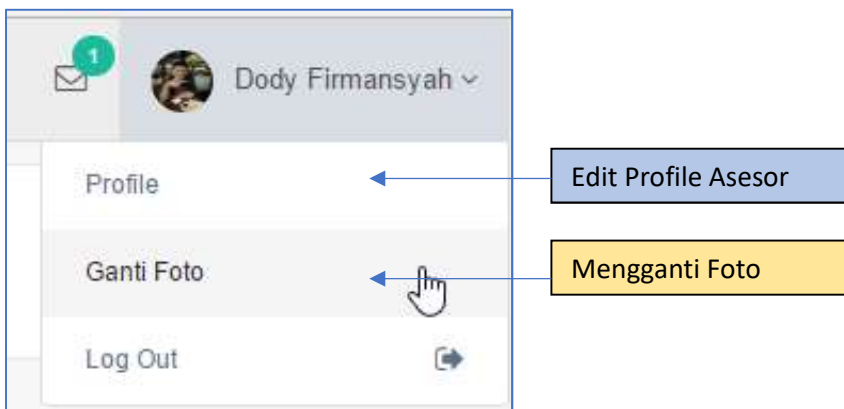 1
Dody Firmansyah
Profile
Edit Profile Asesor
Ganti Foto
Mengganti Foto
Log Out